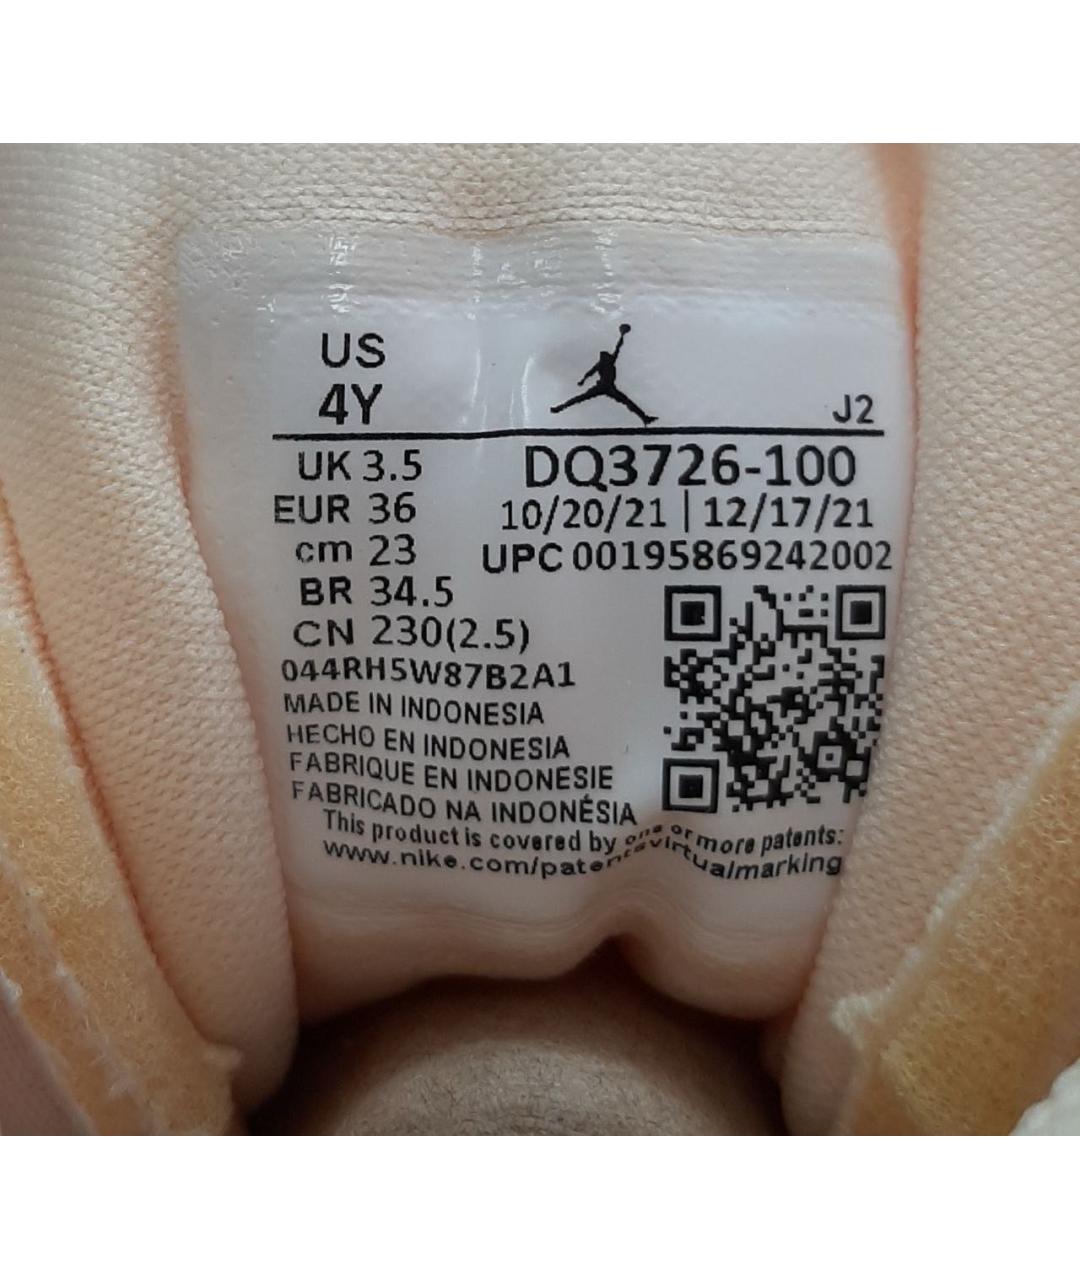 US
4Y
J2
UK 3.5
EUR 36
cm 23
BR 34.5
CN 230(2.5)
DQ3726-100
10/20/21 | 12/17/21
UPC 00195869242002
044RH5W87B2A1
MADE IN INDONESIA
HECHO EN INDONESIA
FABRIQUE EN INDONESIE
FABRICADO NA INDONÉSIA
This product is covered by one or more patents:
www.nike.com/patentsvirtualmarking